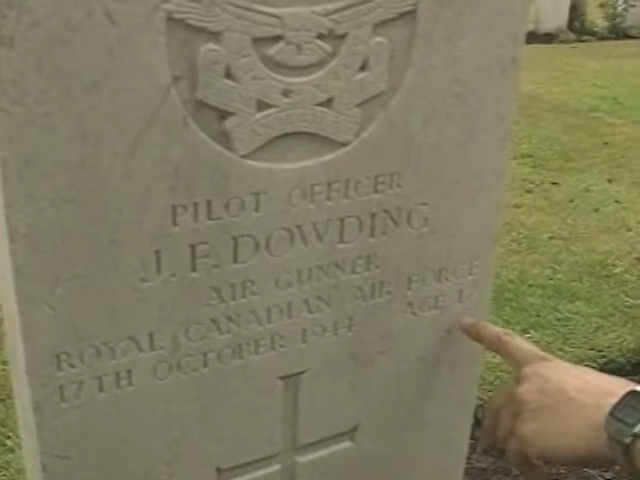 PILOT OFFICER
J. F. DOWDING
AIR GUNNER
ROYAL CANADIAN AIR FORCE
17TH OCTOBER 1944 AGE